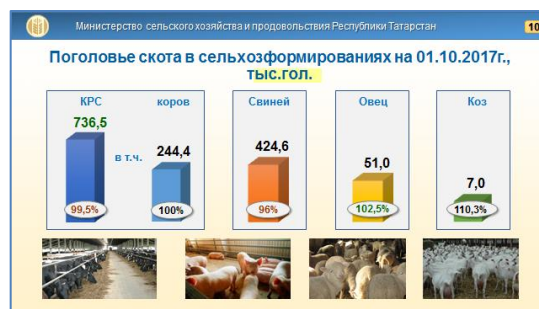 Министерство сельского хозяйства и продовольствия Республики Татарстан
10
Поголовье скота в сельхозформированиях на 01.10.2017г.,
тыс.гол.
КРС
коров
Свиней
Овец
Коз
736,5
в т.ч.
244,4
424,6
51,0
7,0
99,5%
100%
96%
102,5%
110,3%